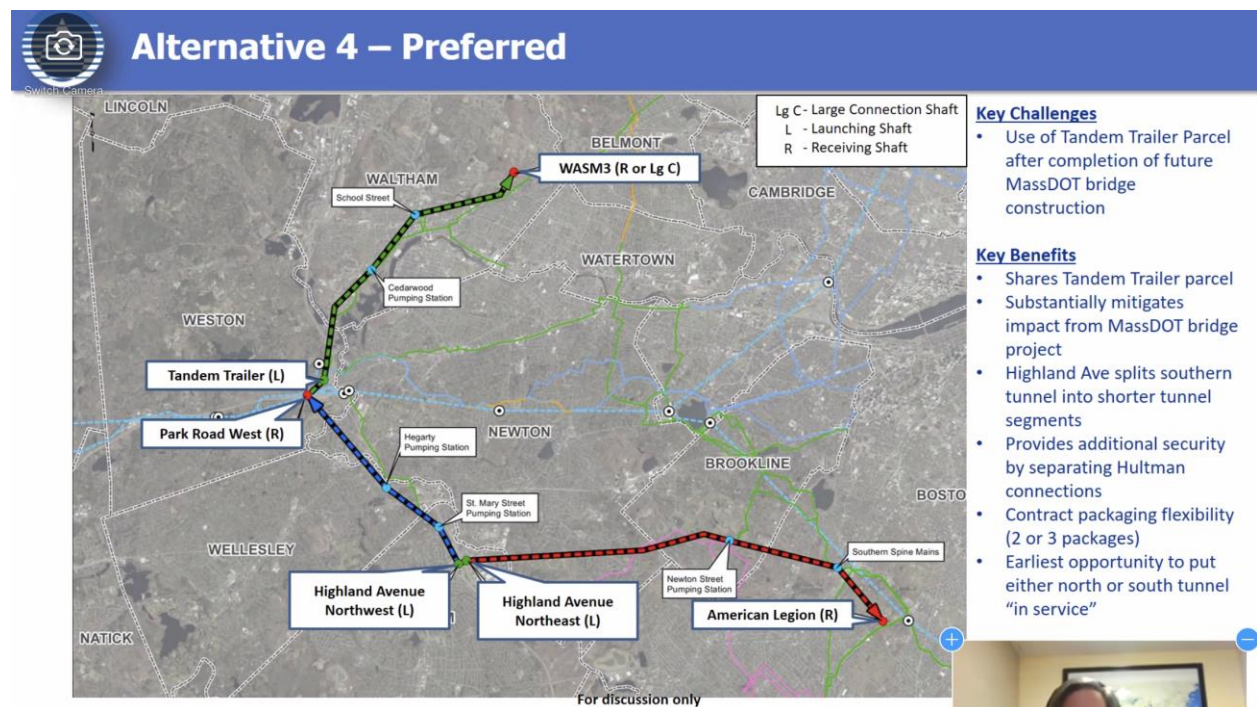 Alternative 4 – Preferred
Switch Camera
LINCOLN
BELMONT
WALTHAM
CAMBRIDGE
WATERTOWN
WESTON
NEWTON
BROOKLINE
BOSTO
WELLESLEY
NATICK
Lg C - Large Connection Shaft
L - Launching Shaft
R - Receiving Shaft
WASM3 (R or Lg C)
School Street
Cedarwood
Pumping Station
Tandem Trailer (L)
Park Road West (R)
Hegarty
Pumping Station
St. Mary Street
Pumping Station
Highland Avenue
Northwest (L)
Highland Avenue
Northeast (L)
Newton Street
Pumping Station
Southern Spine Mains
American Legion (R)
For discussion only
Key Challenges
• Use of Tandem Trailer Parcel
after completion of future
MassDOT bridge
construction
Key Benefits
• Shares Tandem Trailer parcel
• Substantially mitigates
impact from MassDOT bridge
project
• Highland Ave splits southern
tunnel into shorter tunnel
segments
• Provides additional security
by separating Hultman
connections
• Contract packaging flexibility
(2 or 3 packages)
• Earliest opportunity to put
either north or south tunnel
“in service”